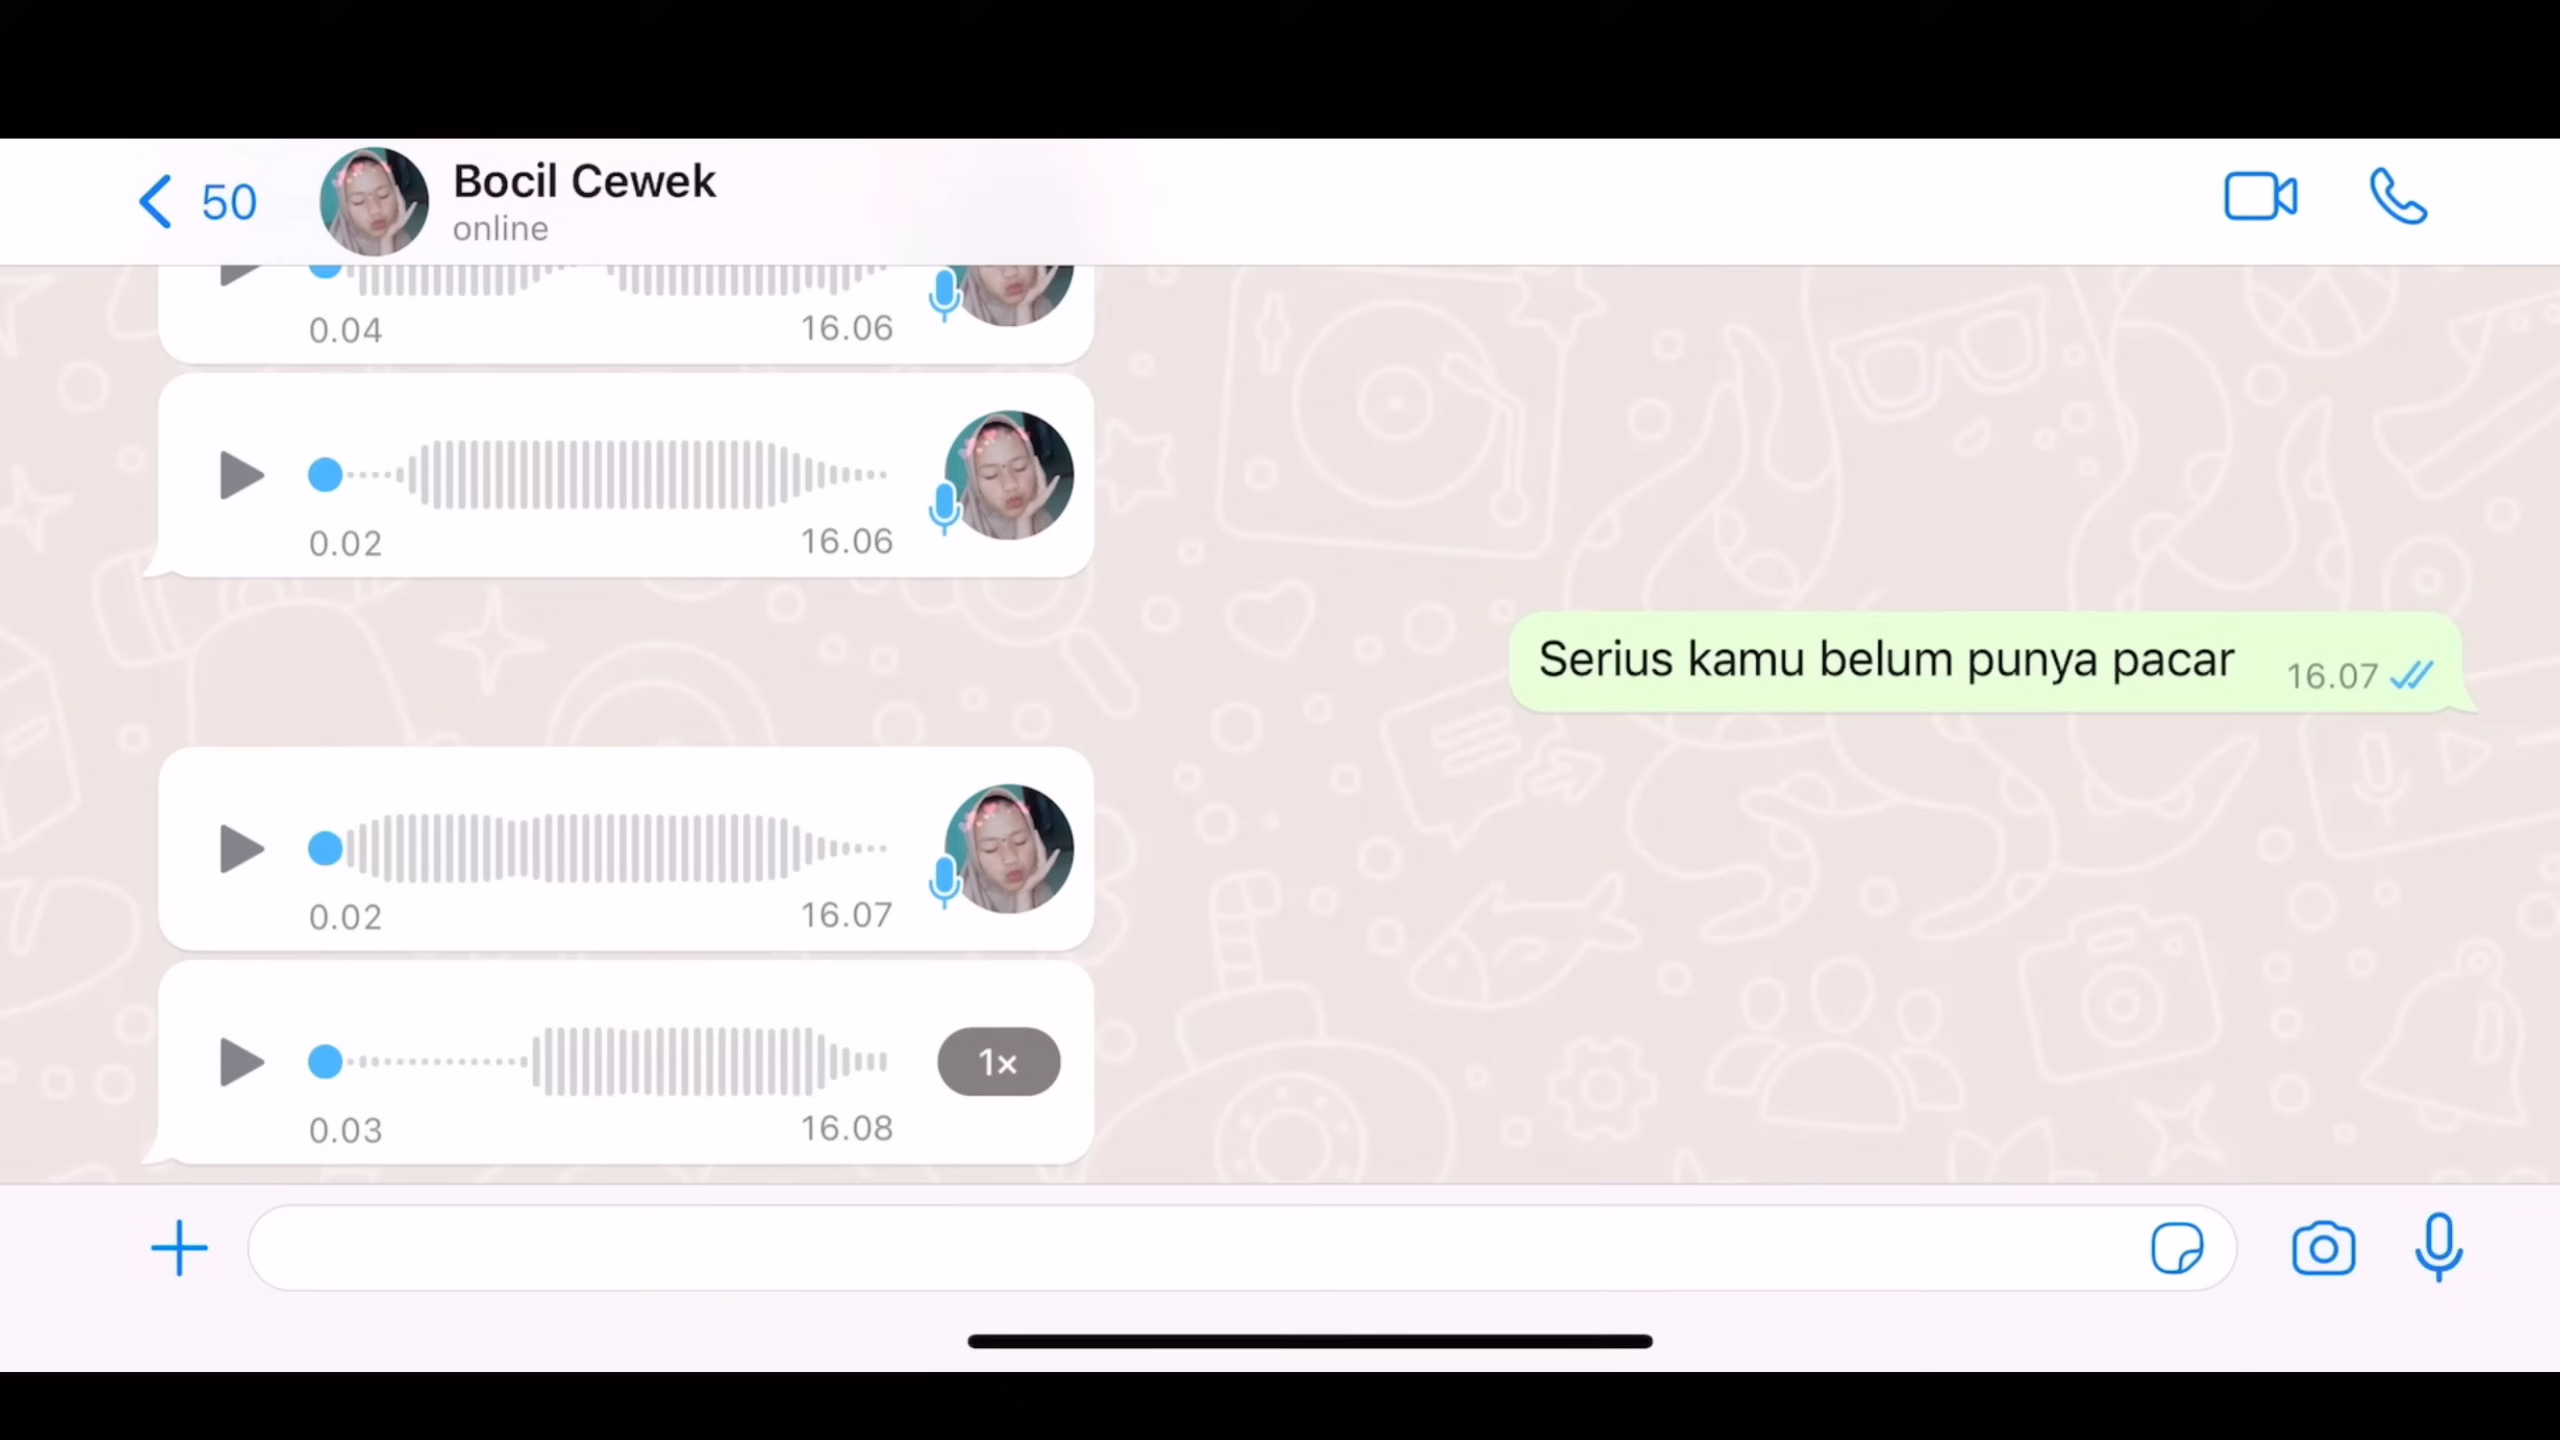 50
Bocil Cewek
online
0.04 16.06
0.02 16.06
Serius kamu belum punya pacar 16.07
0.02 16.07
1×
0.03 16.08